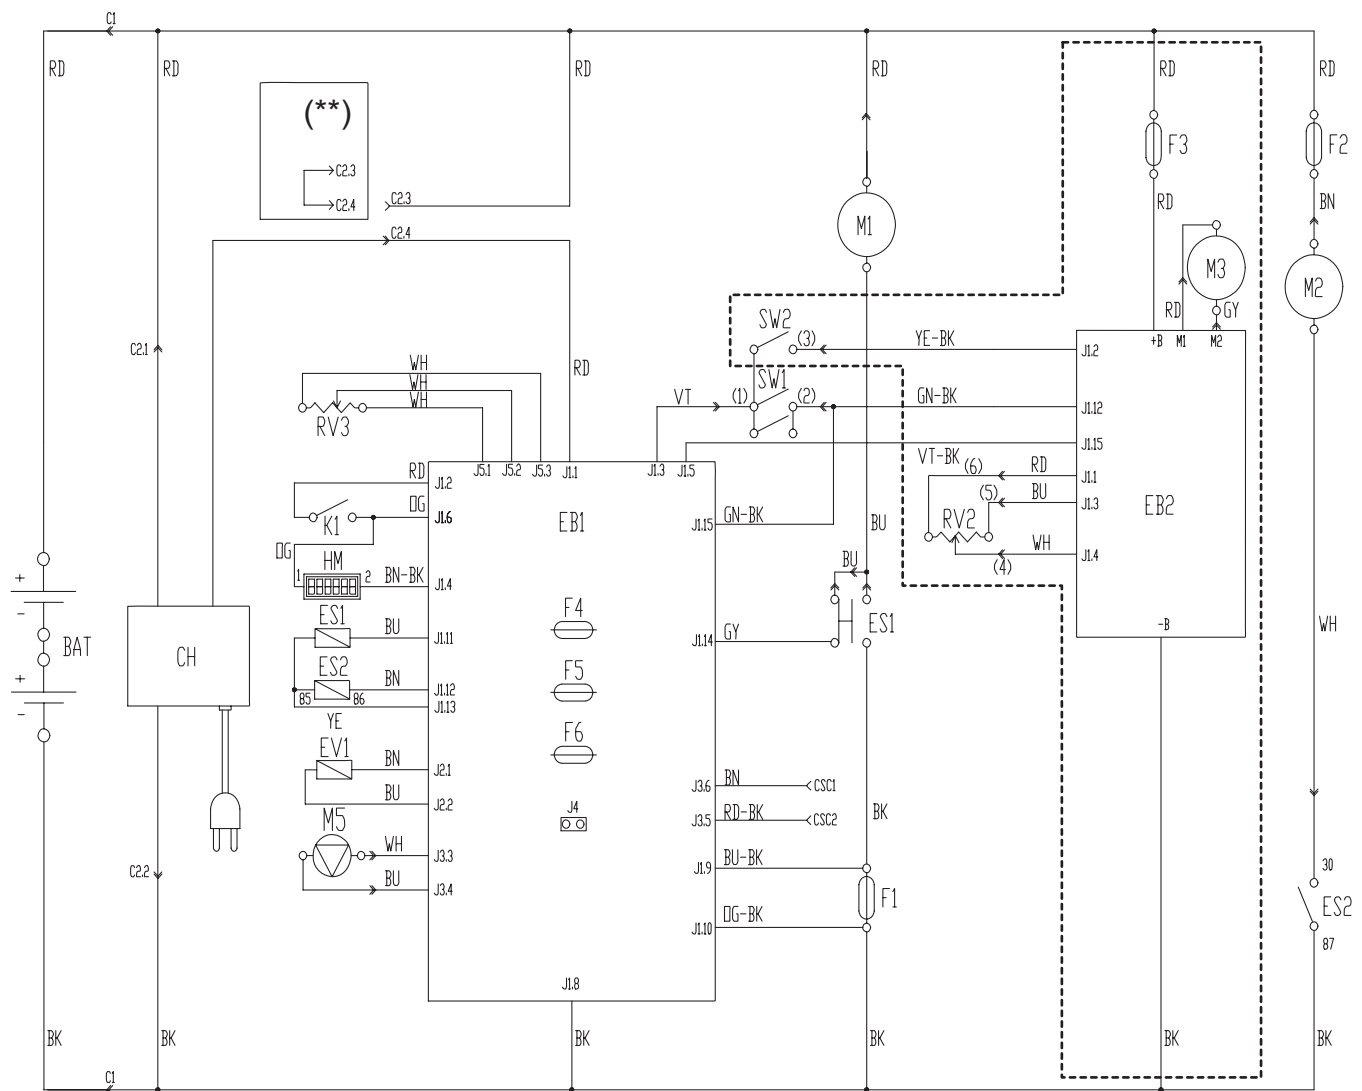 C1
RD RD RD RD RD RD
(**)
C2.3
C2.4
C2.3
C2.4
F3 F2
RD BN
M1 M3 M2
RD GY
+B M1 M2
C2.1
SW2 (3) YE-BK J1.2
WH
WH
WH
RD
RV3
VT (1) SW1 (2) GN-BK J1.12
J1.15
J5.1 J5.2 J5.3 J1.1 J1.3 J1.5
VT-BK (6) RD J1.1
(5) BU J1.3
RV2 EB2
WH J1.4
(4)
RD J1.2
OG J1.6
K1
EB1
GN-BK J1.15
BU
OG HM
1 2 BN-BK J1.4
BU
ES1 BU J1.11
F4
GY J1.14
ES1
-B
WH
+
-
BAT
+
-
CH
ES2 BN J1.12
85 86 J1.13
F5
YE
EV1 BN J2.1
F6
BU J2.2
BN J3.6 CSC1
RD-BK J3.5 CSC2
BK
J4
M5 WH J3.3
BU J3.4
BU-BK J1.9
F1
OG-BK J1.10
C2.2
30
ES2
87
J1.8
BK BK BK BK BK BK
C1